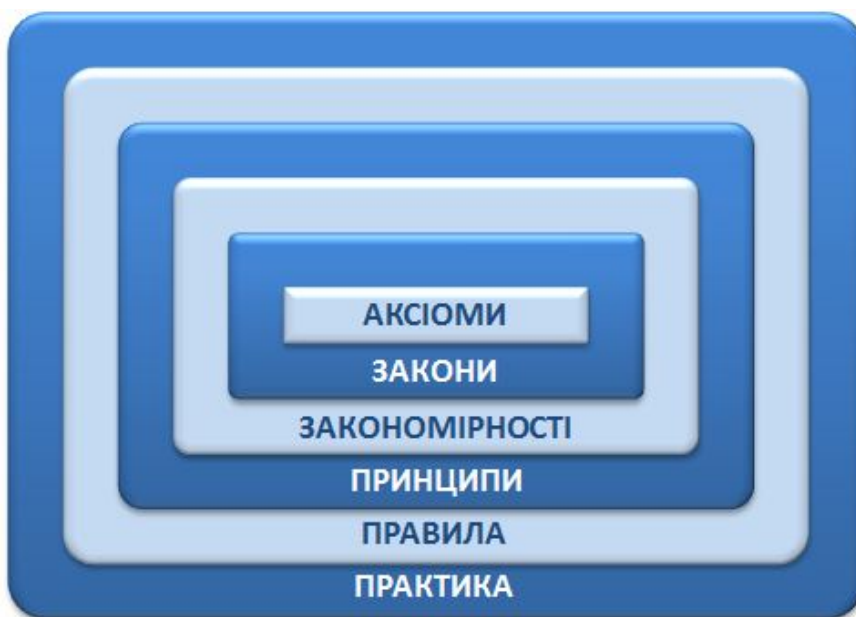 АКСІОМИ
ЗАКОНИ
ЗАКОНОМІРНОСТІ
ПРИНЦИПИ
ПРАВИЛА
ПРАКТИКА